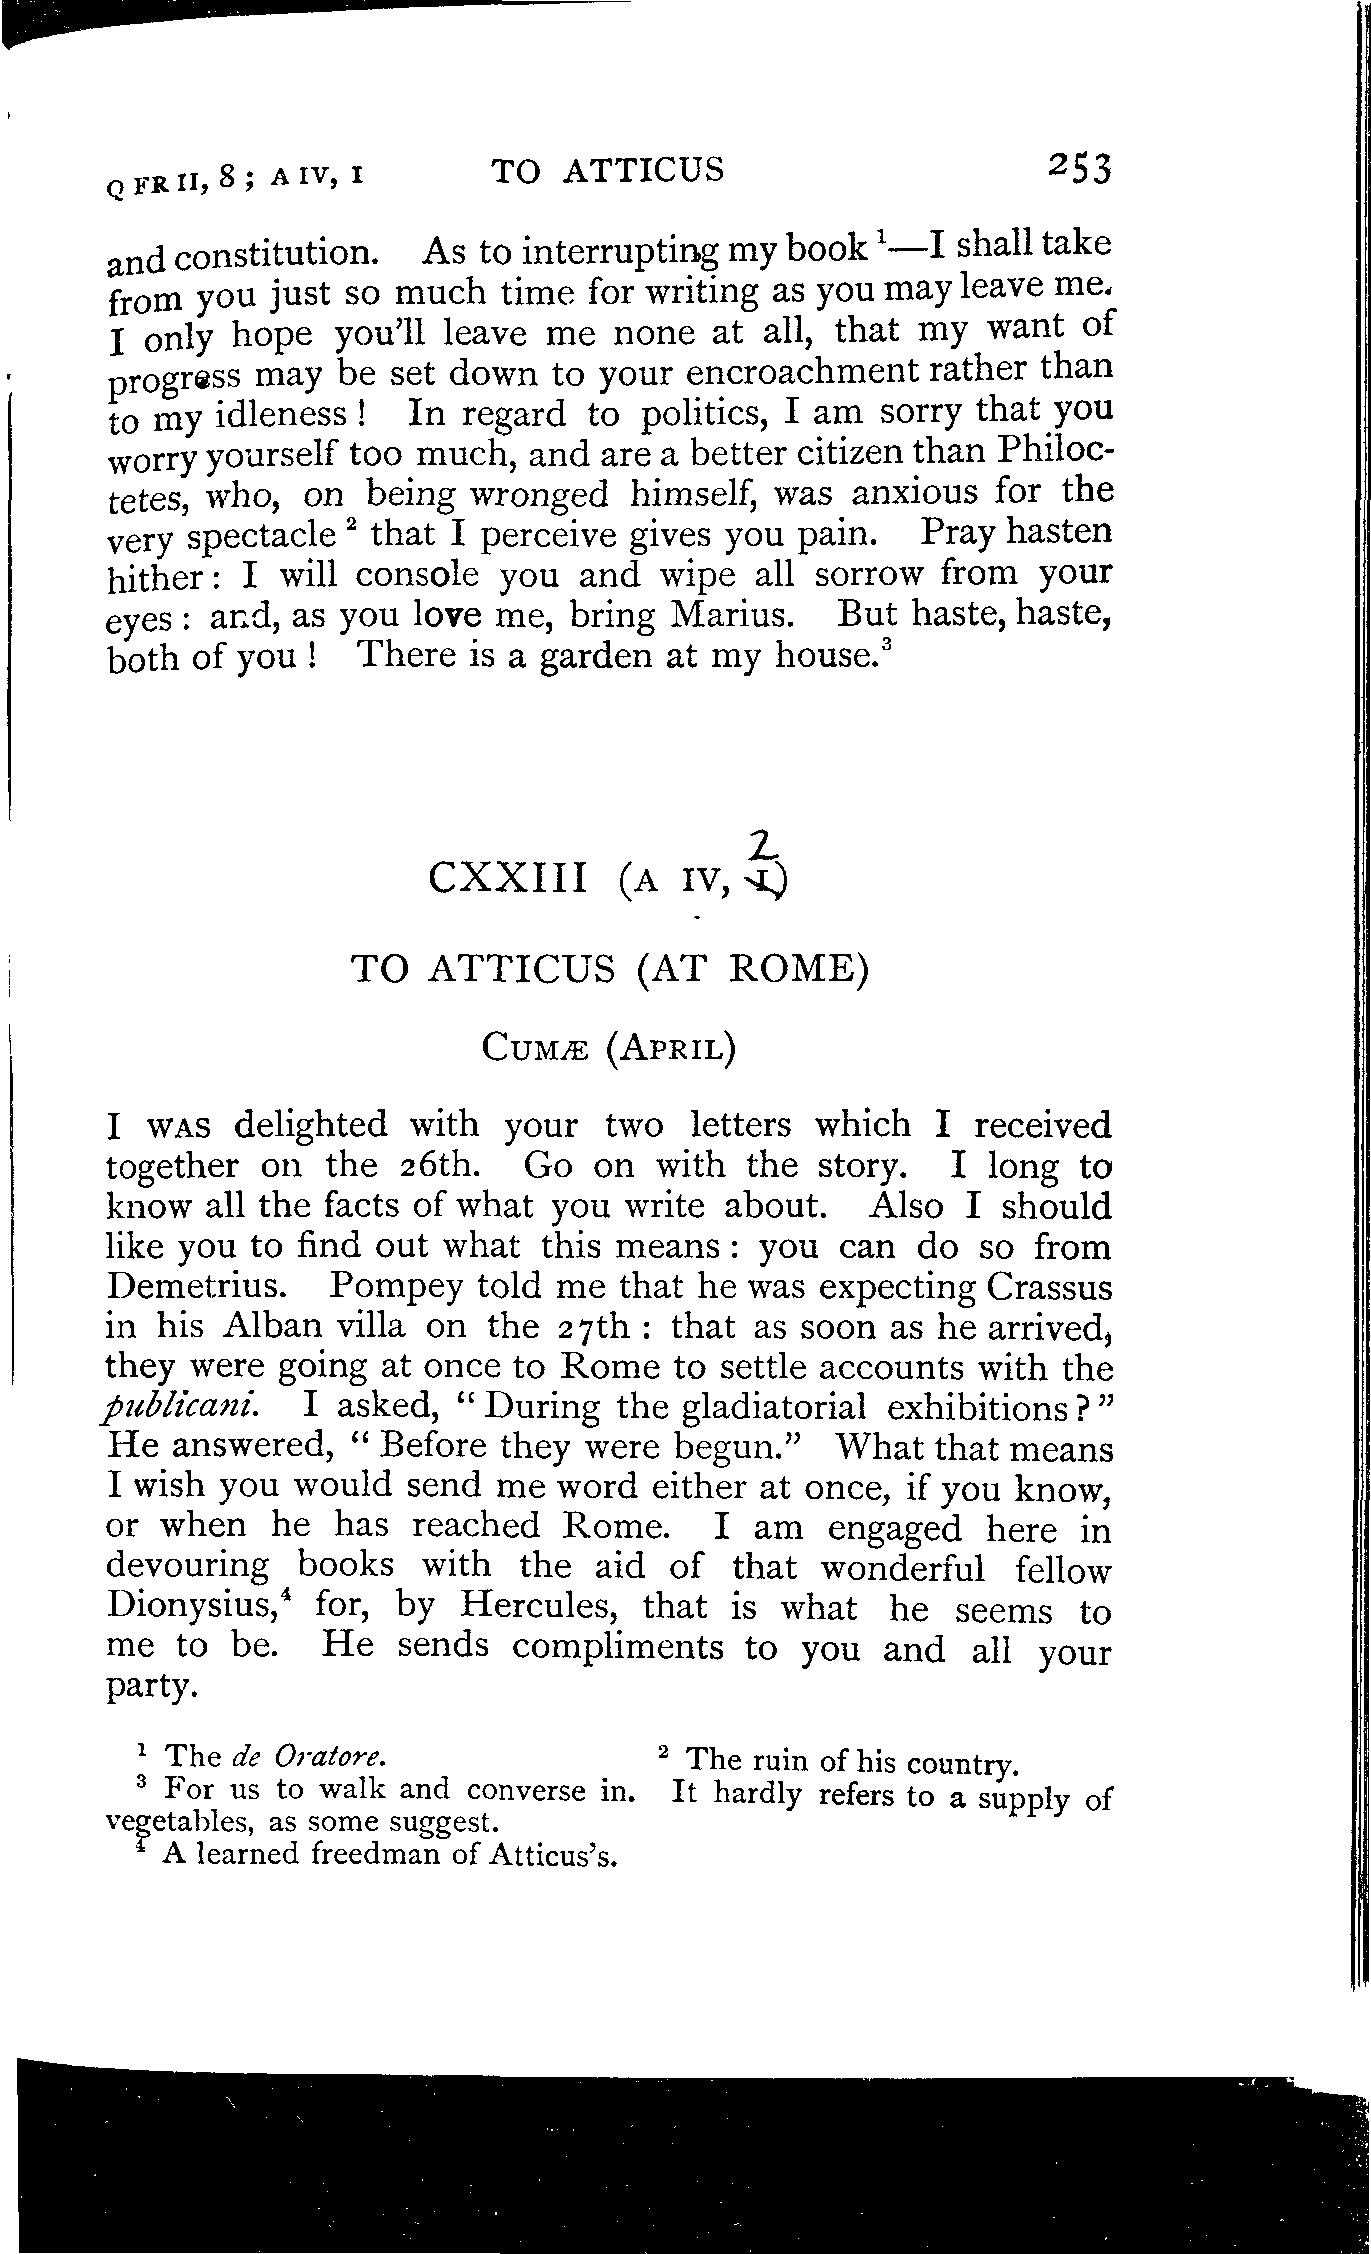 Q FR II, 8 ; A IV, I TO ATTICUS 253
and constitution. As to interrupting my book ¹—I shall take
from you just so much time for writing as you may leave me.
I only hope you'll leave me none at all, that my want of
progress may be set down to your encroachment rather than
to my idleness ! In regard to politics, I am sorry that you
worry yourself too much, and are a better citizen than Philoc-
tetes, who, on being wronged himself, was anxious for the
very spectacle ² that I perceive gives you pain. Pray hasten
hither : I will console you and wipe all sorrow from your
eyes : and, as you love me, bring Marius. But haste, haste,
both of you ! There is a garden at my house.³
2
CXXIII (A IV, I)
TO ATTICUS (AT ROME)
CUMÆ (APRIL)
I WAS delighted with your two letters which I received
together on the 26th. Go on with the story. I long to
know all the facts of what you write about. Also I should
like you to find out what this means : you can do so from
Demetrius. Pompey told me that he was expecting Crassus
in his Alban villa on the 27th : that as soon as he arrived,
they were going at once to Rome to settle accounts with the
publicani. I asked, “ During the gladiatorial exhibitions ? ”
He answered, “ Before they were begun.” What that means
I wish you would send me word either at once, if you know,
or when he has reached Rome. I am engaged here in
devouring books with the aid of that wonderful fellow
Dionysius,⁴ for, by Hercules, that is what he seems to
me to be. He sends compliments to you and all your
party.
¹ The de Oratore. ² The ruin of his country.
³ For us to walk and converse in. It hardly refers to a supply of
vegetables, as some suggest.
⁴ A learned freedman of Atticus's.